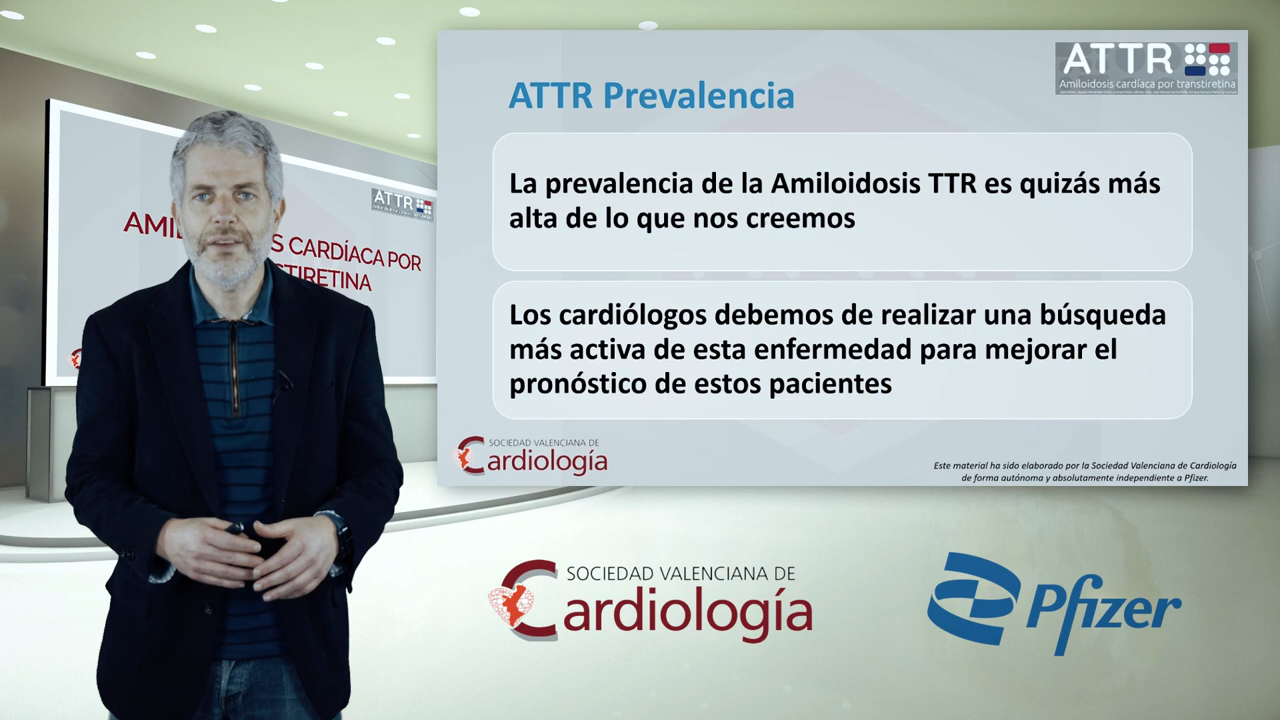 ATTR
Amiloidosis cardíaca por transtiretina
ATTR Prevalencia
La prevalencia de la Amiloidosis TTR es quizás más
alta de lo que nos creemos
Los cardiólogos debemos de realizar una búsqueda
más activa de esta enfermedad para mejorar el
pronóstico de estos pacientes
SOCIEDAD VALENCIANA DE
Cardiología
Este material ha sido elaborado por la Sociedad Valenciana de Cardiología
de forma autónoma y absolutamente independiente a Pfizer.
ATTR
CARDÍACA POR
SOCIEDAD VALENCIANA DE
Cardiología
Pfizer